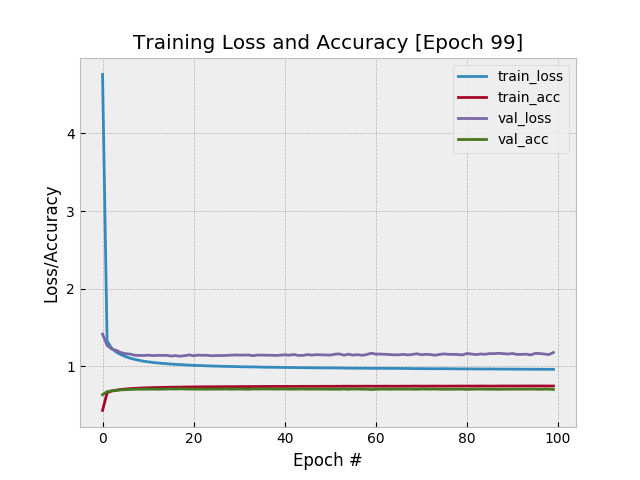 Training Loss and Accuracy [Epoch 99]
train_loss
train_acc
val_loss
val_acc
Loss/Accuracy
4
3
2
1
0 20 40 60 80 100
Epoch #